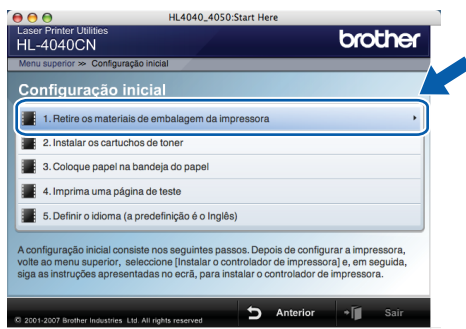 HL4040_4050:Start Here
Laser Printer Utilities
HL-4040CN
brother
Menu superior >> Configuração inicial
Configuração inicial
1. Retire os materiais de embalagem da impressora
2. Instalar os cartuchos de toner
3. Coloque papel na bandeja do papel
4. Imprima uma página de teste
5. Definir o idioma (a predefinição é o Inglês)
A configuração inicial consiste nos seguintes passos. Depois de configurar a impressora,
volte ao menu superior, seleccione [Instalar o controlador de impressora] e, em seguida,
siga as instruções apresentadas no ecrã, para instalar o controlador de impressora.
© 2001-2007 Brother Industries Ltd. All rights reserved
Anterior
Sair